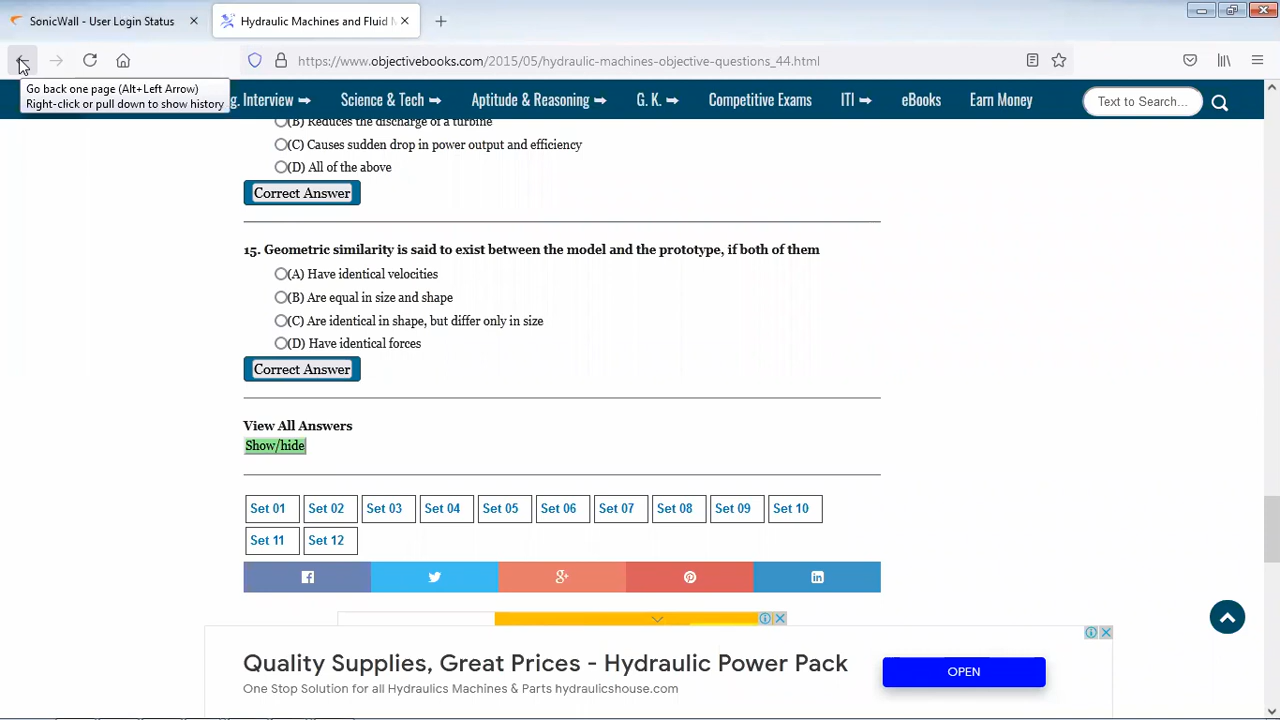 SonicWall - User Login Status
Hydraulic Machines and Fluid M
https://www.objectivebooks.com/2015/05/hydraulic-machines-objective-questions_44.html
Go back one page (Alt+Left Arrow)
Right-click or pull down to show history
g. Interview ➡ Science & Tech ➡ Aptitude & Reasoning ➡ G. K. ➡ Competitive Exams ITI ➡ eBooks Earn Money Text to Search...
(B) Reduces the discharge of a turbine
(C) Causes sudden drop in power output and efficiency
(D) All of the above
Correct Answer
15. Geometric similarity is said to exist between the model and the prototype, if both of them
(A) Have identical velocities
(B) Are equal in size and shape
(C) Are identical in shape, but differ only in size
(D) Have identical forces
Correct Answer
View All Answers
Show/hide
Set 01 Set 02 Set 03 Set 04 Set 05 Set 06 Set 07 Set 08 Set 09 Set 10
Set 11 Set 12
Quality Supplies, Great Prices - Hydraulic Power Pack
One Stop Solution for all Hydraulics Machines & Parts hydraulicshouse.com
OPEN